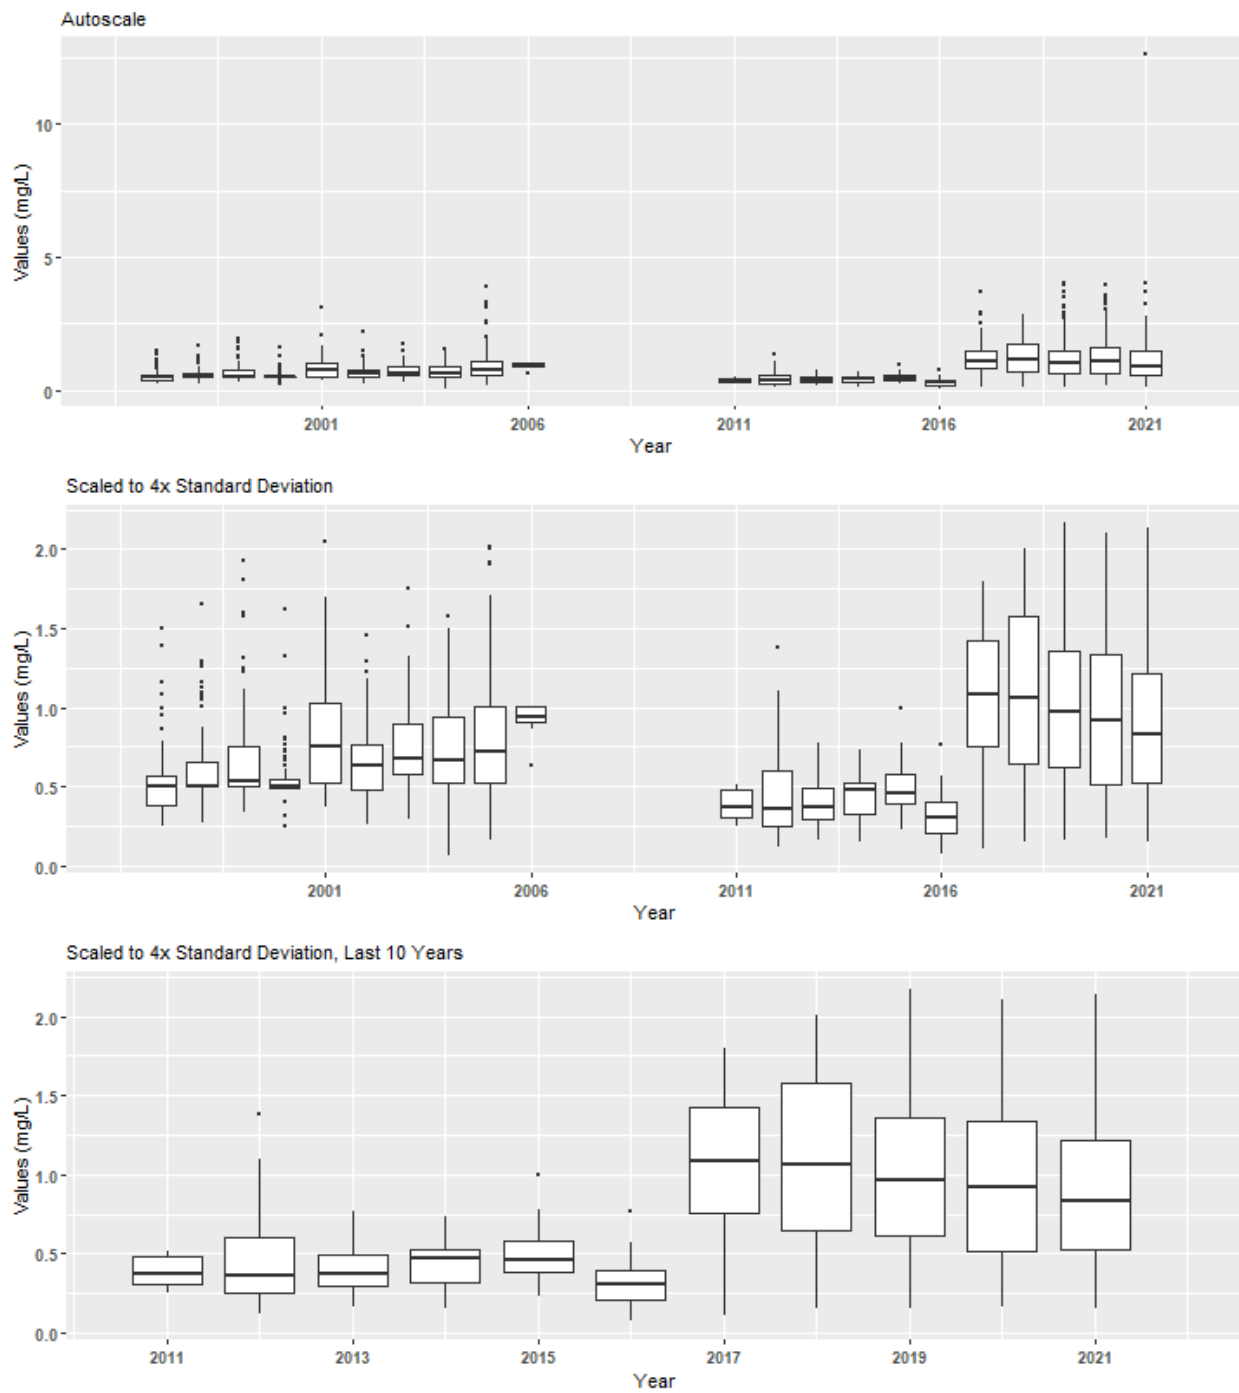 Autoscale
Values (mg/L)
10
5
0
2001 2006 2011 2016 2021
Year
Scaled to 4x Standard Deviation
Values (mg/L)
2.0
1.5
1.0
0.5
0.0
2001 2006 2011 2016 2021
Year
Scaled to 4x Standard Deviation, Last 10 Years
Values (mg/L)
2.0
1.5
1.0
0.5
0.0
2011 2013 2015 2017 2019 2021
Year